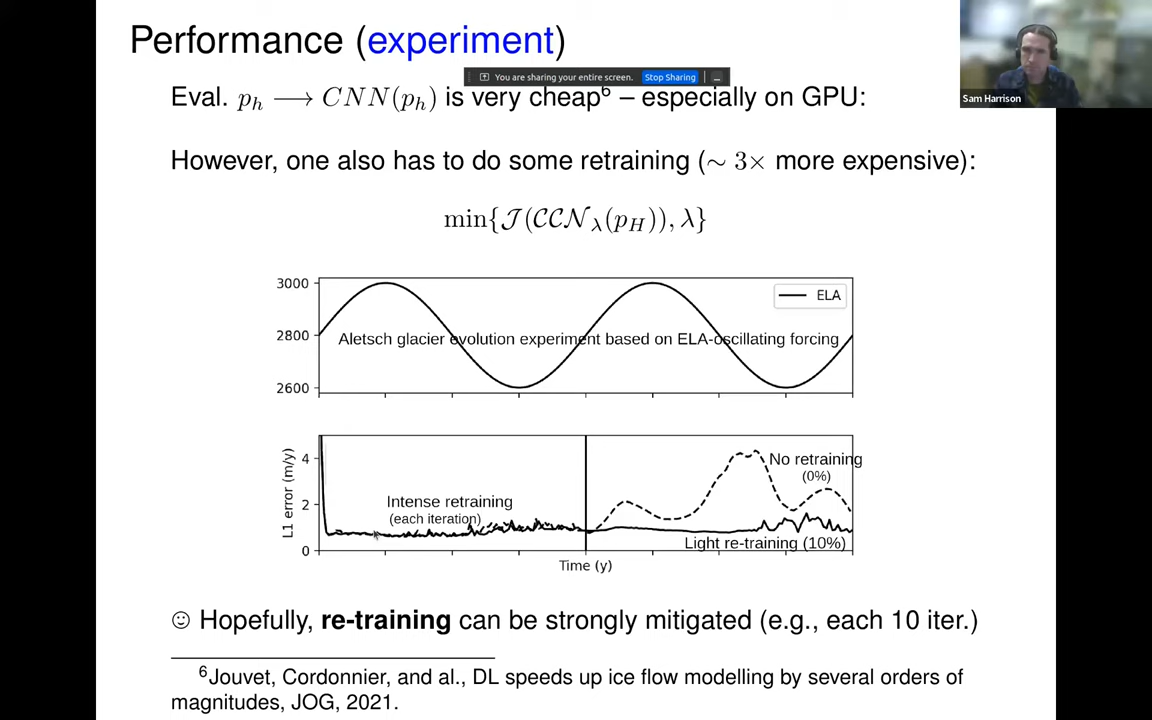 Performance (experiment)
You are sharing your entire screen. Stop Sharing
Sam Harrison
Eval. p_h ⟶ CNN(p_h) is very cheap⁶ – especially on GPU:
However, one also has to do some retraining (∼ 3× more expensive):
min{𝒥(𝒞𝒞𝒩_λ(p_H)), λ}
3000
2800
2600
ELA
Aletsch glacier evolution experiment based on ELA-oscillating forcing
L1 error (m/y)
4
2
0
Intense retraining
(each iteration)
No retraining
(0%)
Light re-training (10%)
Time (y)
☺ Hopefully, re-training can be strongly mitigated (e.g., each 10 iter.)
⁶Jouvet, Cordonnier, and al., DL speeds up ice flow modelling by several orders of
magnitudes, JOG, 2021.